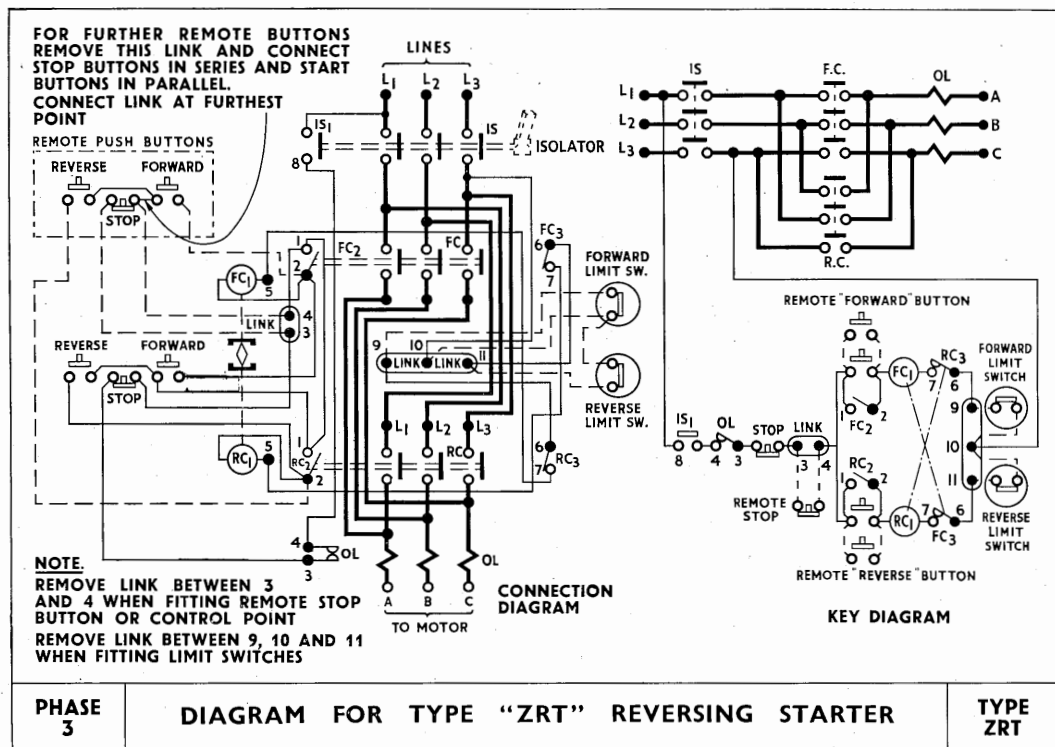 FOR FURTHER REMOTE BUTTONS
REMOVE THIS LINK AND CONNECT
STOP BUTTONS IN SERIES AND START
BUTTONS IN PARALLEL.
CONNECT LINK AT FURTHEST
POINT
REMOTE PUSH BUTTONS
REVERSE FORWARD
STOP
LINES
L1 L2 L3
IS1 IS
8
ISOLATOR
1 FC2 FC
2
FC1
5
4
LINK
3
FC3
6
7
FORWARD
LIMIT SW.
9 10 11
LINK LINK
REVERSE
LIMIT SW.
REVERSE FORWARD
STOP
L1 L2 L3
1
RC2 RC
2
RC1 5
6
7 RC3
4
OL
3
OL
A B C
TO MOTOR
CONNECTION
DIAGRAM
NOTE.
REMOVE LINK BETWEEN 3
AND 4 WHEN FITTING REMOTE STOP
BUTTON OR CONTROL POINT
REMOVE LINK BETWEEN 9, 10 AND 11
WHEN FITTING LIMIT SWITCHES
IS F.C. OL
L1 A
L2 B
L3 C
R.C.
REMOTE "FORWARD" BUTTON
FC1 RC3
7 6
FORWARD
LIMIT
SWITCH
1 2
FC2
9
IS1 OL STOP LINK
8 4 3 3 4
10
RC2
1 2
11
REMOTE
STOP
RC1 7 6
FC3
REVERSE
LIMIT
SWITCH
REMOTE "REVERSE" BUTTON
KEY DIAGRAM
PHASE
3
DIAGRAM FOR TYPE "ZRT" REVERSING STARTER
TYPE
ZRT